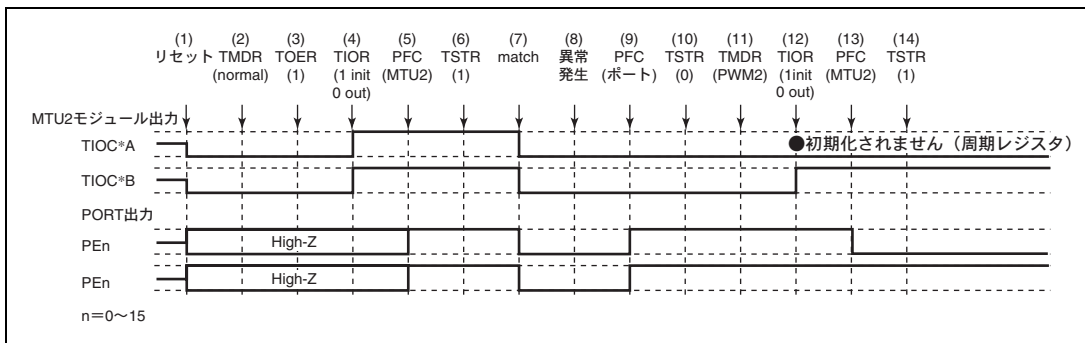 (1) (2) (3) (4) (5) (6) (7) (8) (9) (10) (11) (12) (13) (14)
リセット TMDR TOER TIOR PFC TSTR match 異常 PFC TSTR TMDR TIOR PFC TSTR
(normal) (1) (1 init (MTU2) (1) 発生 (ポート) (0) (PWM2) (1init (MTU2) (1)
0 out) 0 out)
MTU2モジュール出力
TIOC*A ●初期化されません（周期レジスタ）
TIOC*B
PORT出力
PEn High-Z
PEn High-Z
n＝0～15